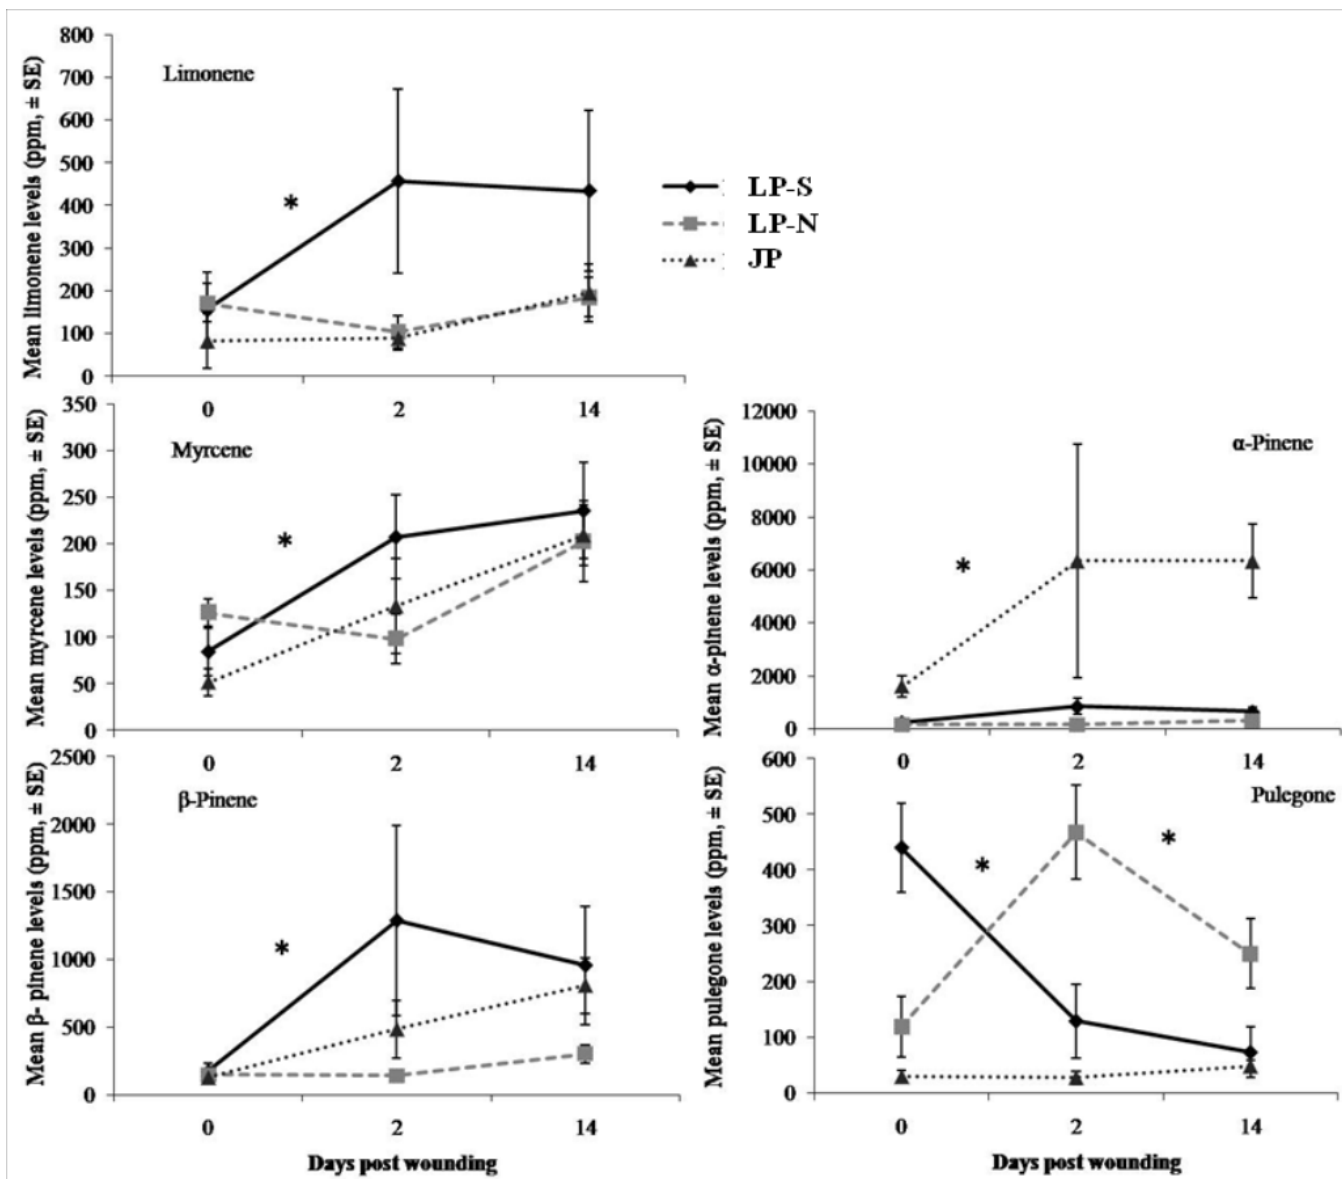 Mean limonene levels (ppm, ± SE)
800
700
600
500
400
300
200
100
0
Limonene
*
0 2 14
LP-S
LP-N
JP
Mean myrcene levels (ppm, ± SE)
350
300
250
200
150
100
50
0
Myrcene
*
0 2 14
Mean α-pinene levels (ppm, ± SE)
12000
10000
8000
6000
4000
2000
0
α-Pinene
*
0 2 14
Mean β- pinene levels (ppm, ± SE)
2500
2000
1500
1000
500
0
β-Pinene
*
0 2 14
Days post wounding
Mean pulegone levels (ppm, ± SE)
600
500
400
300
200
100
0
Pulegone
*
*
0 2 14
Days post wounding